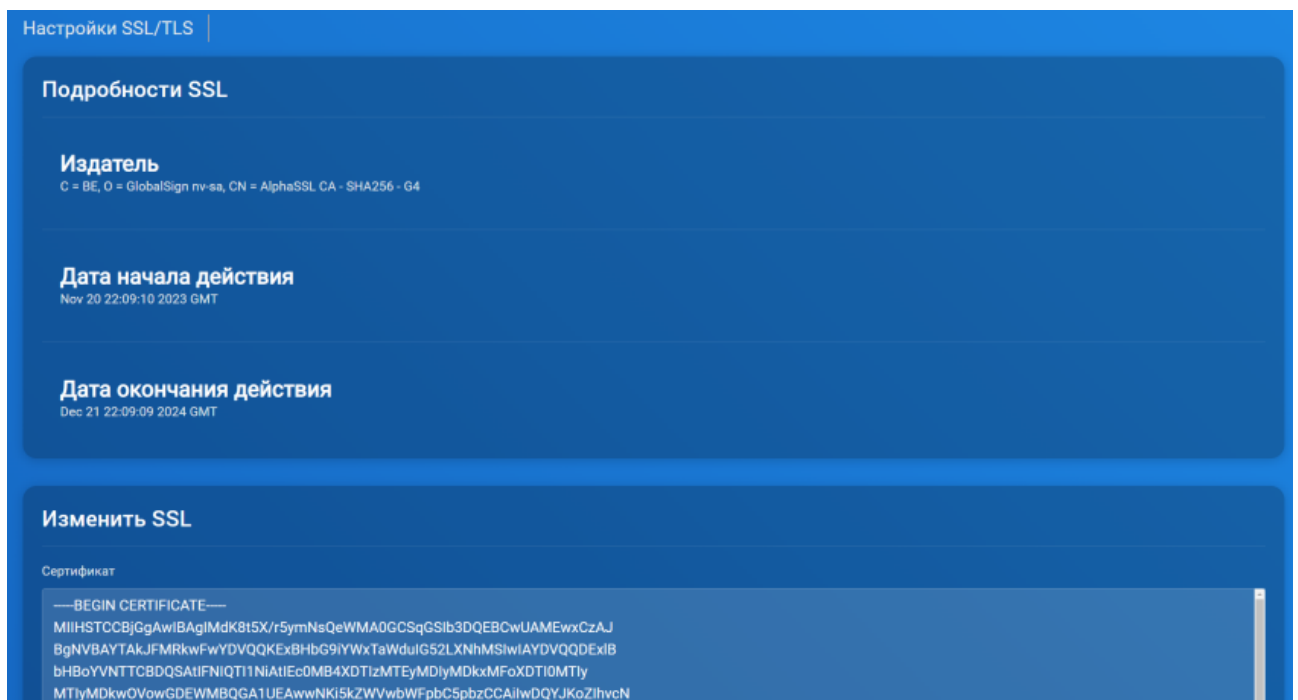 Настройки SSL/TLS
Подробности SSL
Издатель
C = BE, O = GlobalSign nv-sa, CN = AlphaSSL CA - SHA256 - G4
Дата начала действия
Nov 20 22:09:10 2023 GMT
Дата окончания действия
Dec 21 22:09:09 2024 GMT
Изменить SSL
Сертификат
-----BEGIN CERTIFICATE-----
MIIHSTCCBjGgAwIBAgIMdK8t5X/r5ymNsQeWMA0GCSqGSIb3DQEBCwUAMEwxCzAJ
BgNVBAYTAkJFMRkwFwYDVQQKExBHbG9iYWxTaWduIG52LXNhMSIwIAYDVQQDExlB
bHBoYVNTTCBDQSAtIFNIQTI1NiAtIEc0MB4XDTIzMTEyMDIyMDkxMFoXDTI0MTIy
MTIyMDkwOVowGDEWMBQGA1UEAwwNKi5kZWVwbWFpbC5pbzCCAiIwDQYJKoZIhvcN